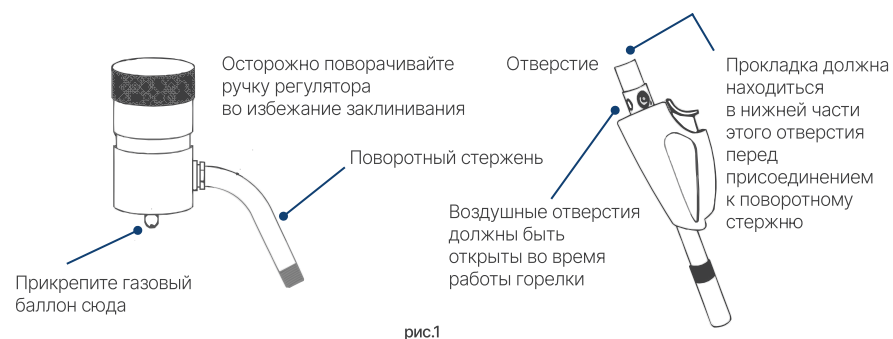 Осторожно поворачивайте
ручку регулятора
во избежание заклинивания
Поворотный стержень
Прикрепите газовый
баллон сюда
Отверстие
Прокладка должна
находиться
в нижней части
этого отверстия
перед
присоединением
к поворотному
стержню
Воздушные отверстия
должны быть
открыты во время
работы горелки
рис.1